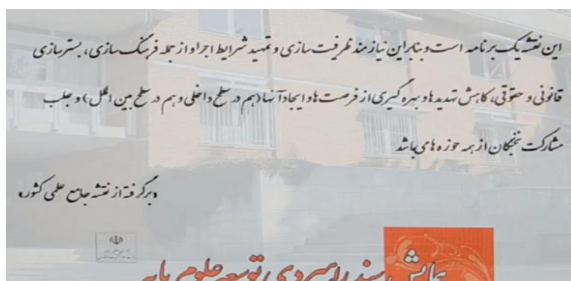 این نقشه یک برنامه است و بنابراین نیازمند ظرفیت سازی و تمهید شرایط اجرا و از جمله فرهنگ سازی، بسترسازی
قانونی و حقوقی، کاهش تهدیدها و بهره گیری از فرصت ها و ایجاد آنها (هم در سطح داخلی و هم در سطح بین الملل) و جلب
مشارکت نخبگان از همه حوزه ها می باشد
«برگرفته از نقشه جامع علمی کشور»
همایش سند راهبردی توسعه علوم پایه